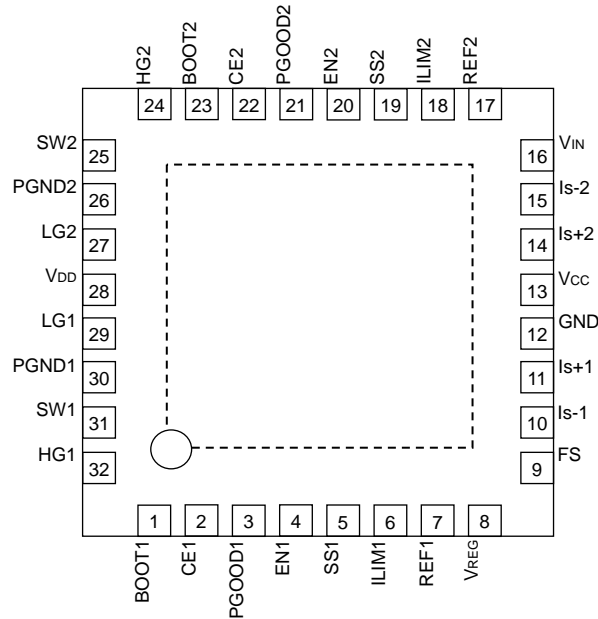 HG2 BOOT2 CE2 PGOOD2 EN2 SS2 ILIM2 REF2
24 23 22 21 20 19 18 17
SW2 25
PGND2 26
LG2 27
VDD 28
LG1 29
PGND1 30
SW1 31
HG1 32
16 VIN
15 Is-2
14 Is+2
13 VCC
12 GND
11 Is+1
10 Is-1
9 FS
1 2 3 4 5 6 7 8
BOOT1 CE1 PGOOD1 EN1 SS1 ILIM1 REF1 VREG